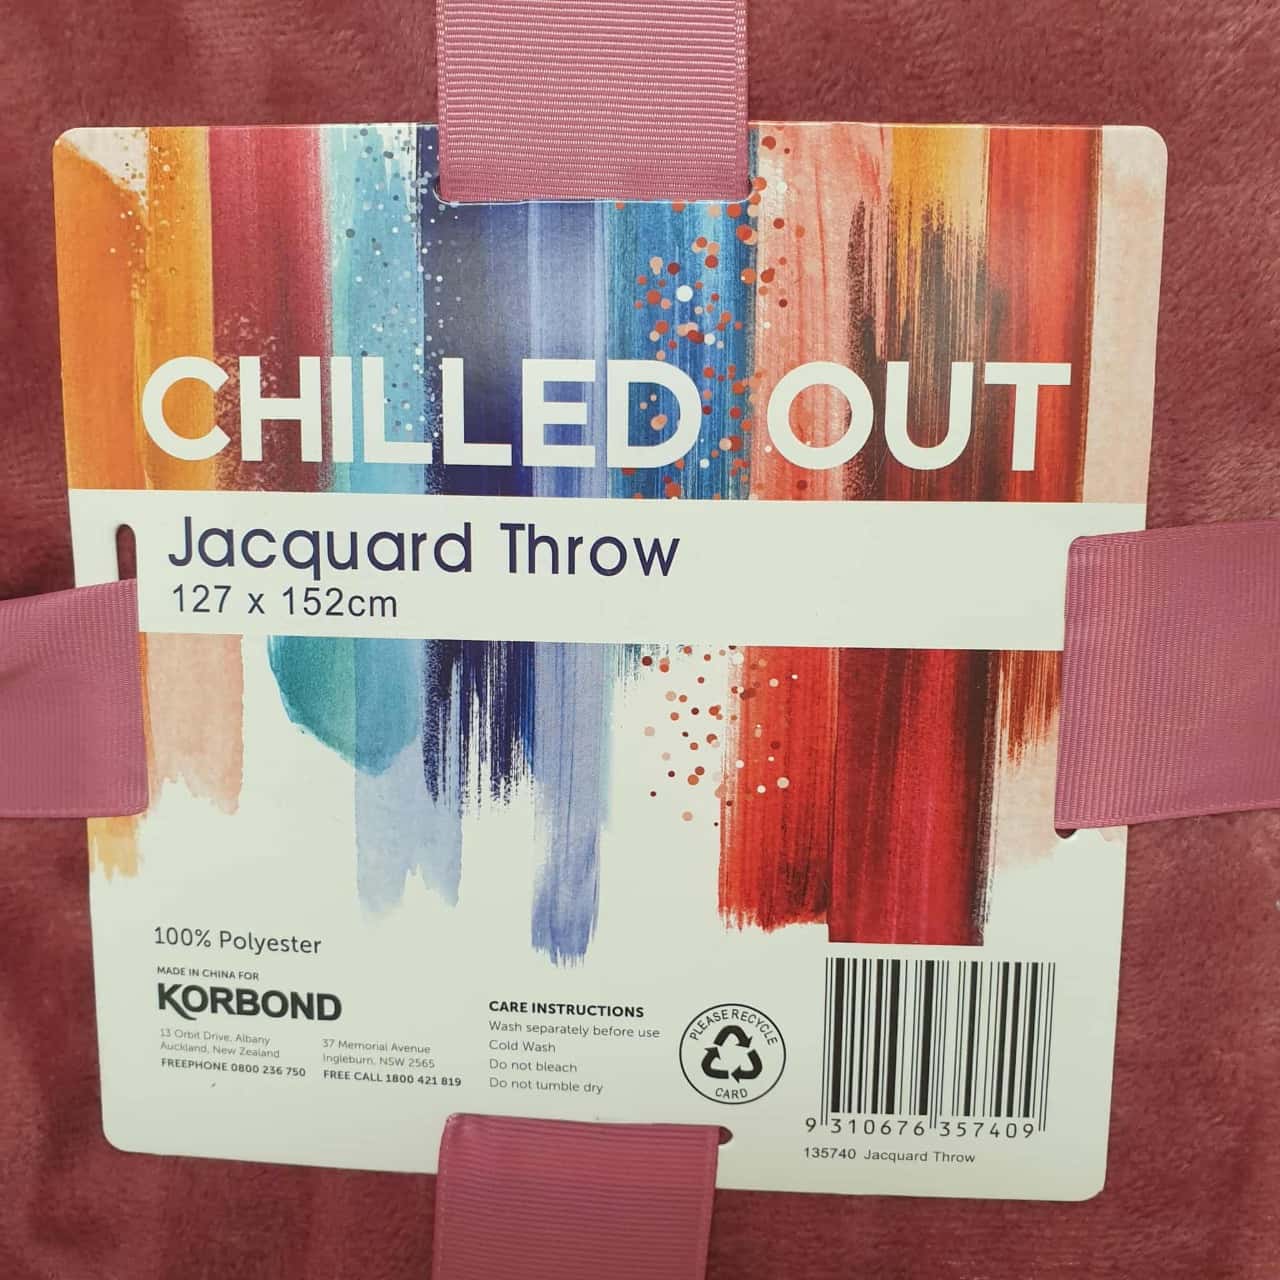 CHILLED OUT
Jacquard Throw
127 x 152cm
100% Polyester
MADE IN CHINA FOR
KORBOND
13 Orbit Drive, Albany
Auckland, New Zealand
FREEPHONE 0800 236 750
37 Memorial Avenue
Ingleburn, NSW 2565
FREE CALL 1800 421 819
CARE INSTRUCTIONS
Wash separately before use
Cold Wash
Do not bleach
Do not tumble dry
PLEASE RECYCLE
CARD
9 310676 357409
135740 Jacquard Throw